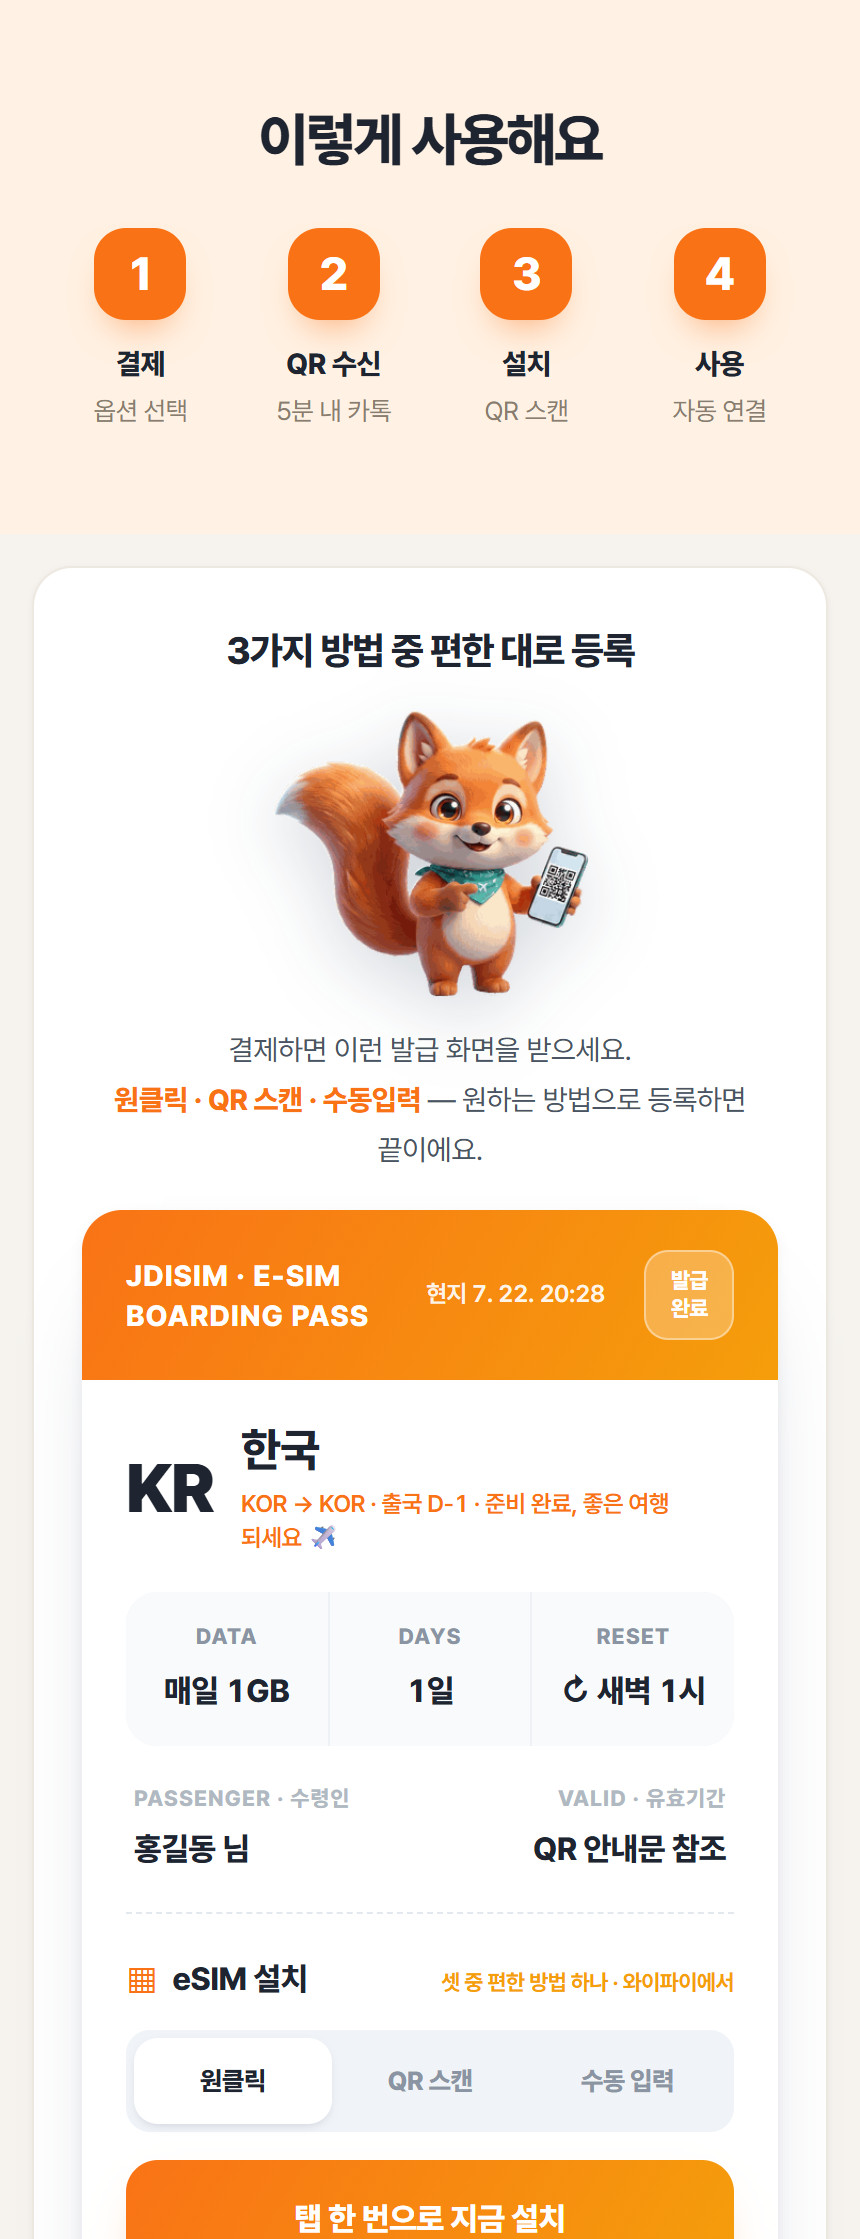 이렇게 사용해요
1 2 3 4
결제 QR 수신 설치 사용
옵션 선택 5분 내 카톡 QR 스캔 자동 연결
3가지 방법 중 편한 대로 등록
결제하면 이런 발급 화면을 받으세요.
원클릭 · QR 스캔 · 수동입력 — 원하는 방법으로 등록하면
끝이에요.
JDISIM · E-SIM
BOARDING PASS
현지 7. 22. 20:28
발급
완료
KR
한국
KOR → KOR · 출국 D-1 · 준비 완료, 좋은 여행
되세요 ✈️
DATA DAYS RESET
매일 1GB 1일 ↻ 새벽 1시
PASSENGER · 수령인 VALID · 유효기간
홍길동 님 QR 안내문 참조
▦ eSIM 설치 셋 중 편한 방법 하나 · 와이파이에서
원클릭 QR 스캔 수동 입력
탭 한 번으로 지금 설치